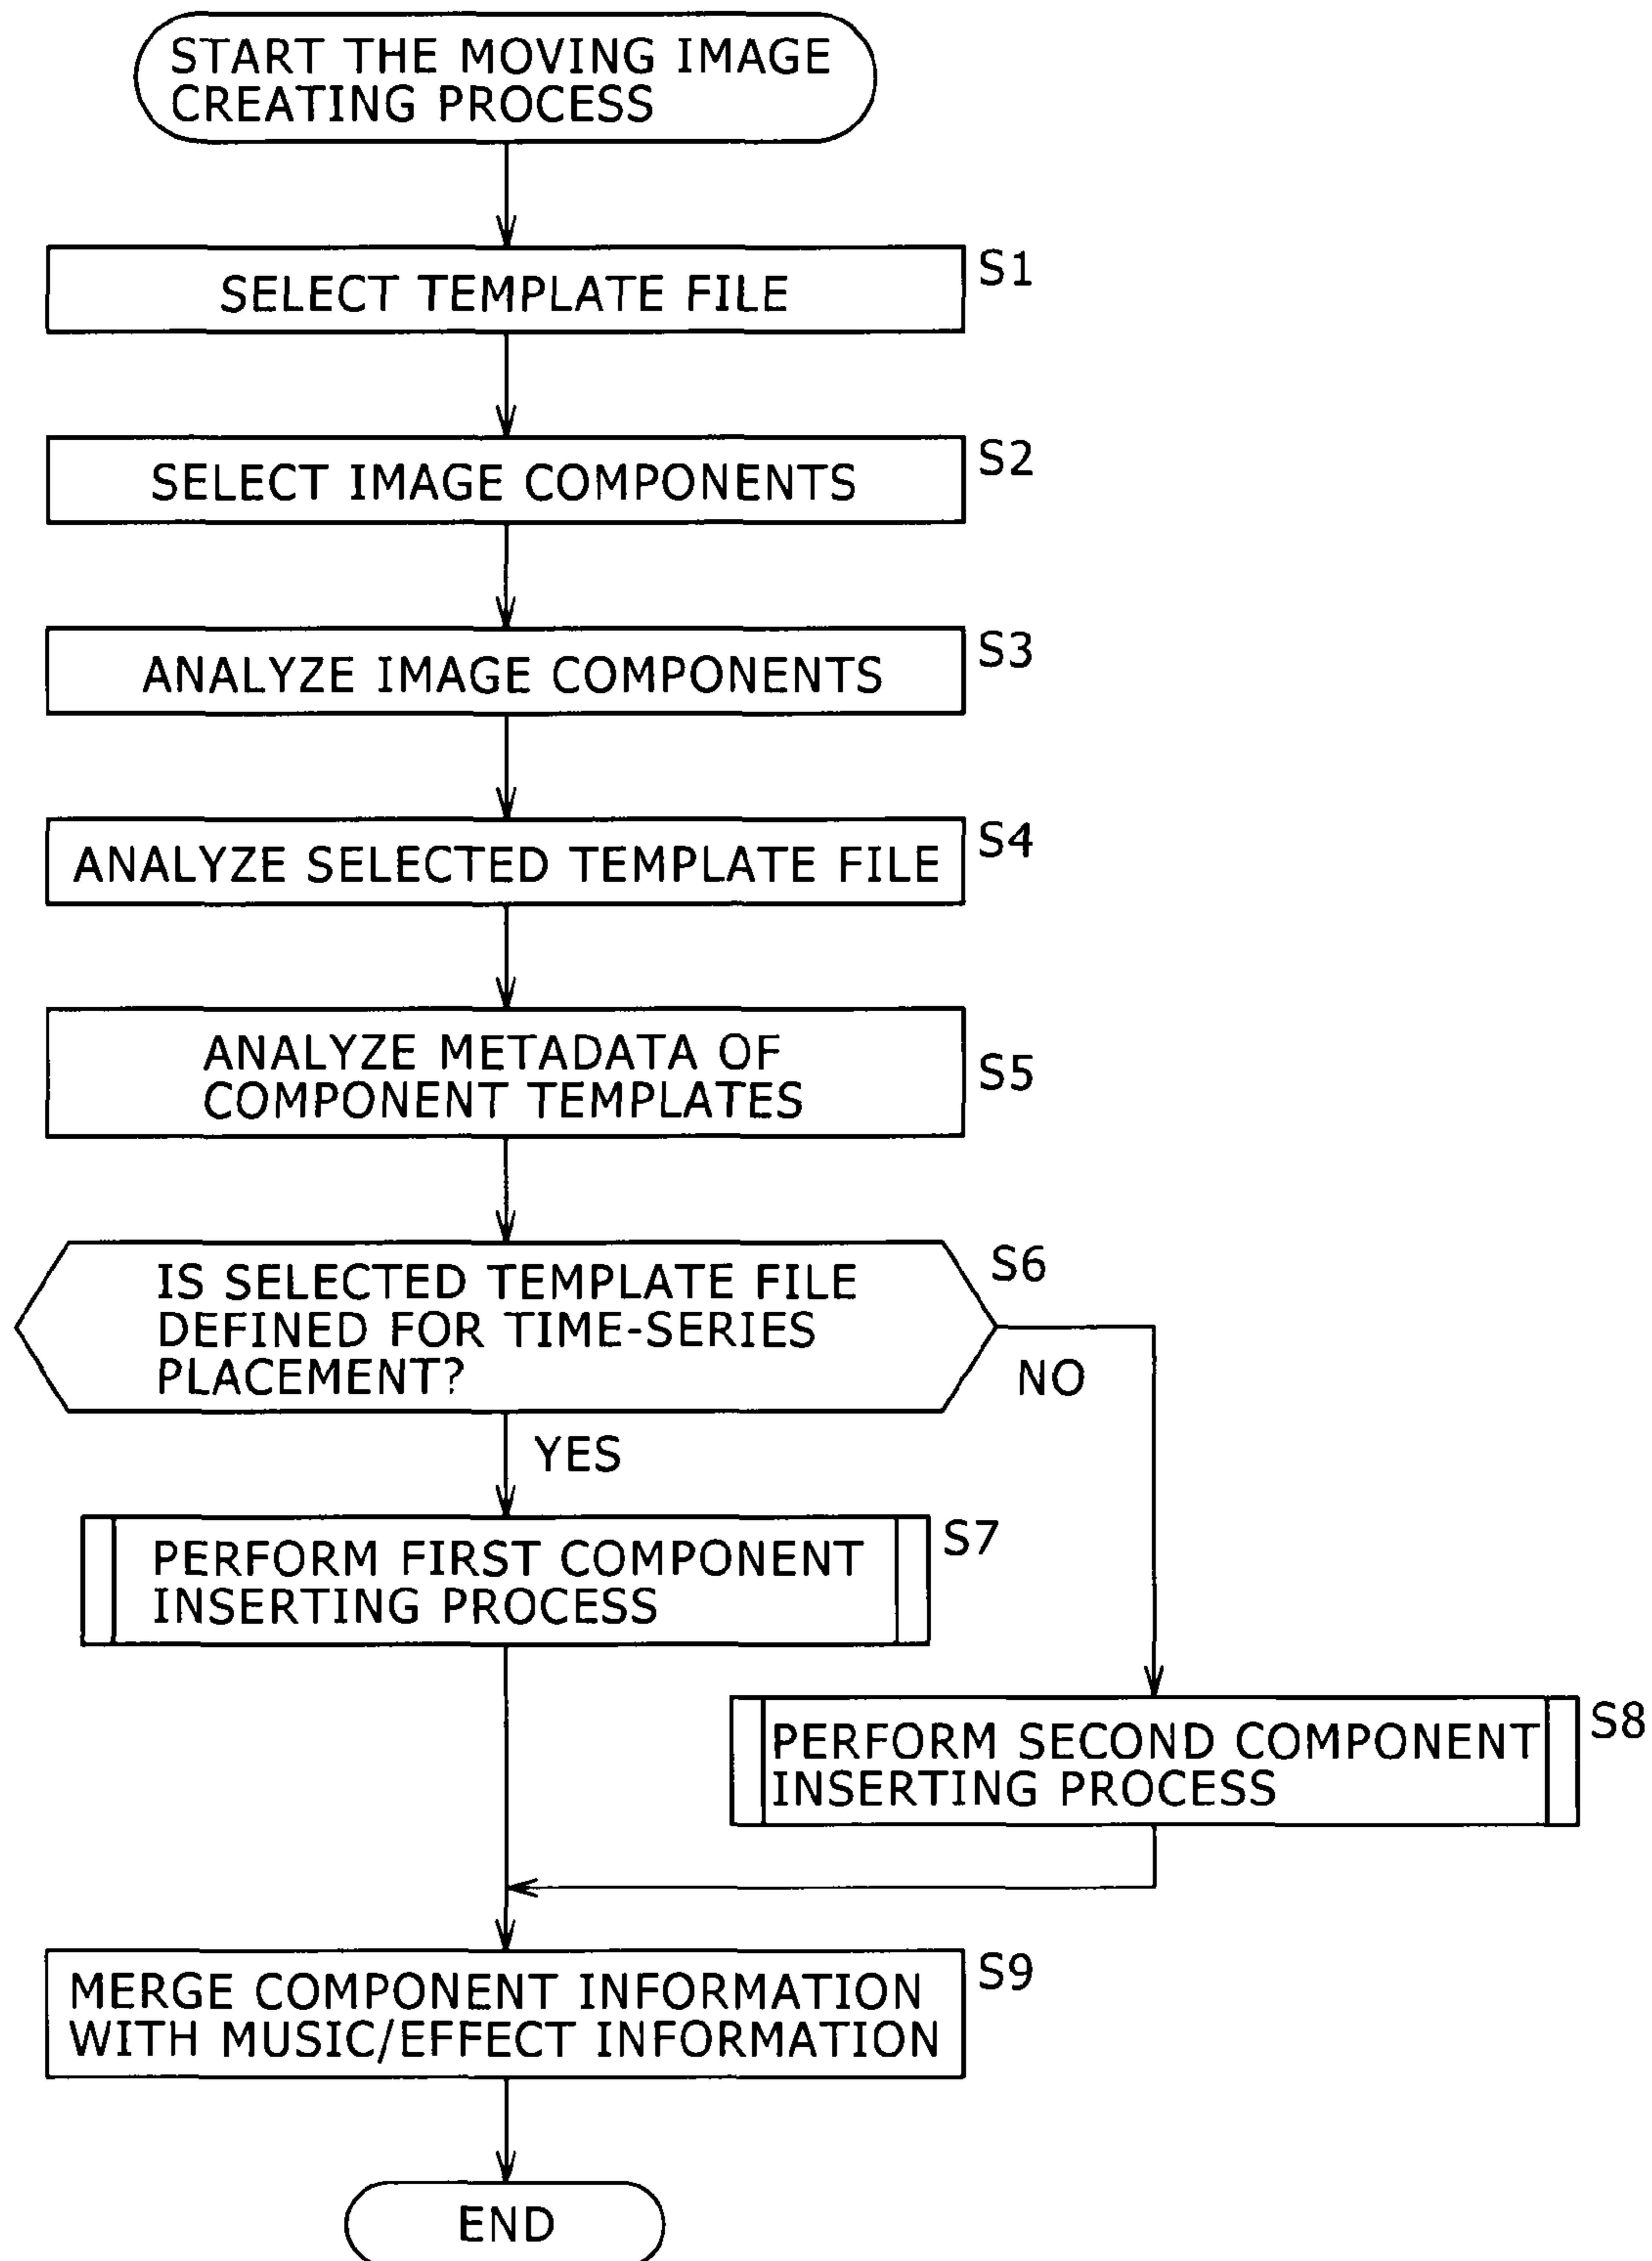 START THE MOVING IMAGE
CREATING PROCESS
SELECT TEMPLATE FILE
S1
SELECT IMAGE COMPONENTS
S2
ANALYZE IMAGE COMPONENTS
S3
ANALYZE SELECTED TEMPLATE FILE
S4
ANALYZE METADATA OF
COMPONENT TEMPLATES
S5
IS SELECTED TEMPLATE FILE
DEFINED FOR TIME-SERIES
PLACEMENT?
S6
NO
YES
PERFORM FIRST COMPONENT
INSERTING PROCESS
S7
PERFORM SECOND COMPONENT
INSERTING PROCESS
S8
MERGE COMPONENT INFORMATION
WITH MUSIC/EFFECT INFORMATION
S9
END